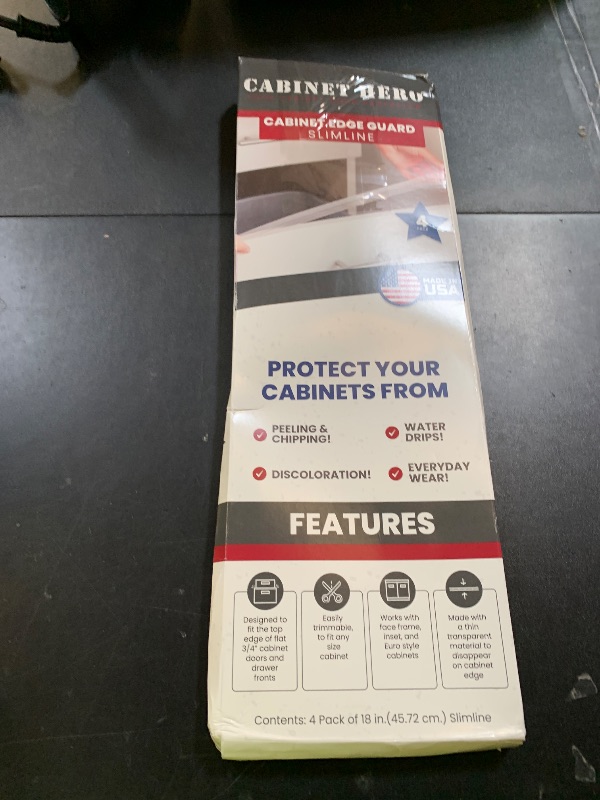 CABINET HERO
CABINET EDGE GUARD
SLIMLINE
4
MADE IN
USA
PROTECT YOUR
CABINETS FROM
PEELING &
CHIPPING!
WATER
DRIPS!
DISCOLORATION!
EVERYDAY
WEAR!
FEATURES
Designed to
fit the top
edge of flat
3/4" cabinet
doors and
drawer
fronts
Easily
trimmable,
to fit any
size
cabinet
Works with
face frame,
inset, and
Euro style
cabinets
Made with
a thin
transparent
material to
disappear
on cabinet
edge
Contents: 4 Pack of 18 in.(45.72 cm.) Slimline